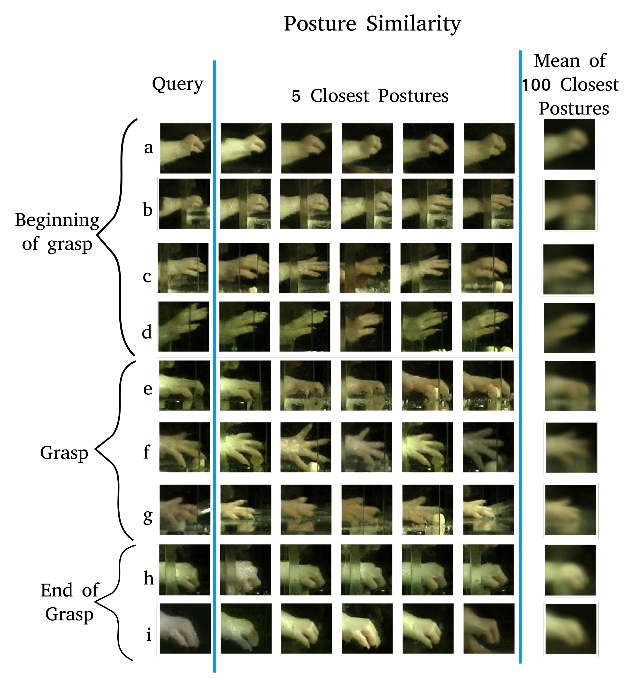 Posture Similarity
Query
5 Closest Postures
Mean of
100 Closest
Postures
Beginning
of grasp
a
b
c
d
Grasp
e
f
g
End of
Grasp
h
i